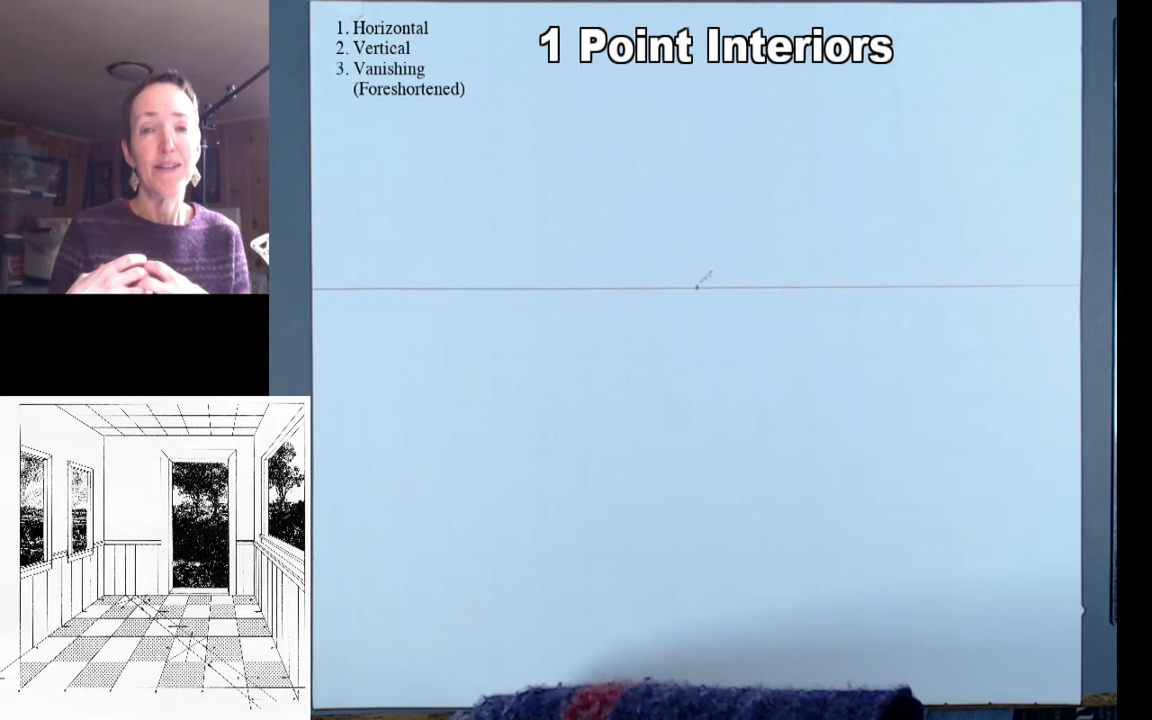 1 Point Interiors
1. Horizontal
2. Vertical
3. Vanishing
(Foreshortened)